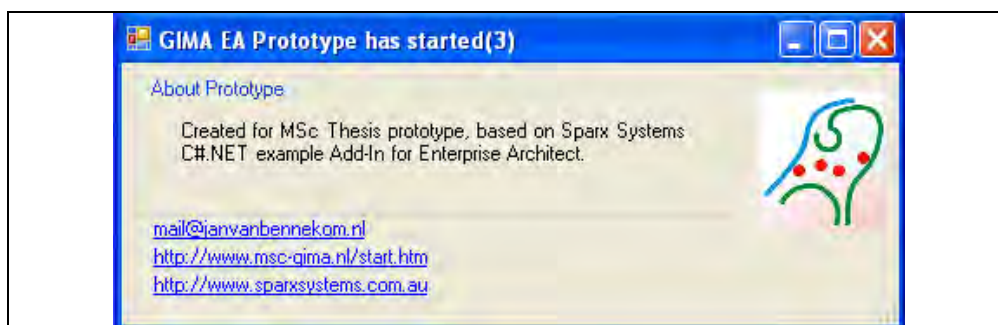 GIMA EA Prototype has started(3)
About Prototype
Created for MSc Thesis prototype, based on Sparx Systems
C#.NET example Add-In for Enterprise Architect.
mail@janvanbennekom.nl
http://www.msc-gima.nl/start.htm
http://www.sparxsystems.com.au